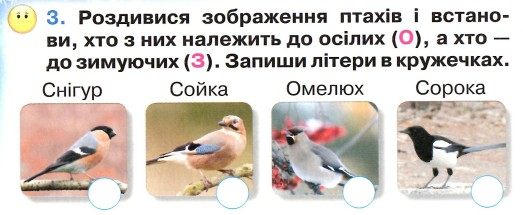 3. Роздивися зображення птахів і встано-
ви, хто з них належить до осілих (О), а хто —
до зимуючих (З). Запиши літери в кружечках.
Снігур Сойка Омелюх Сорока